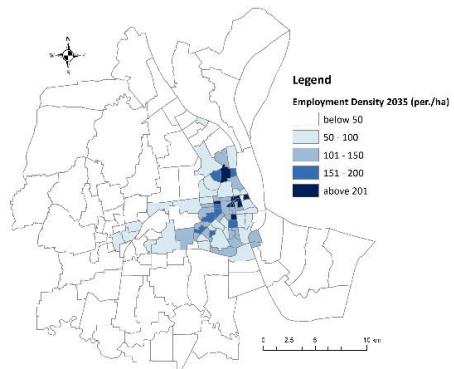 N
W
E
S
Legend
Employment Density 2035 (per./ha)
below 50
50 - 100
101 - 150
151 - 200
above 201
0 2.5 5 10 km